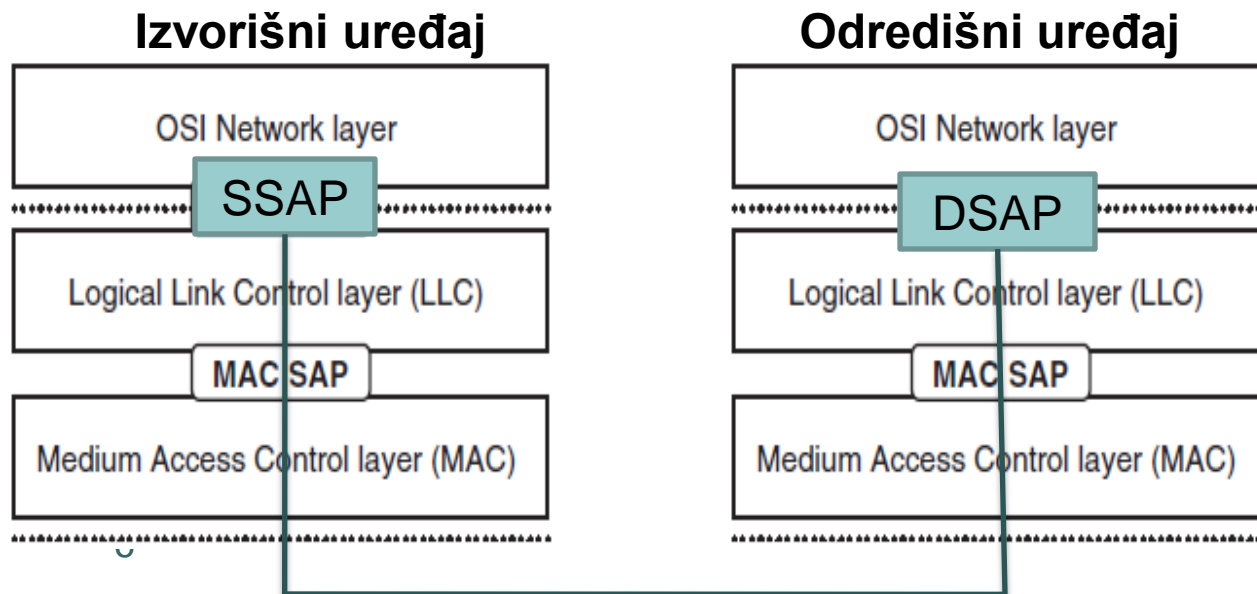 Izvorišni uređaj
Odredišni uređaj
OSI Network layer
OSI Network layer
SSAP
DSAP
Logical Link Control layer (LLC)
Logical Link Control layer (LLC)
MAC SAP
MAC SAP
Medium Access Control layer (MAC)
Medium Access Control layer (MAC)